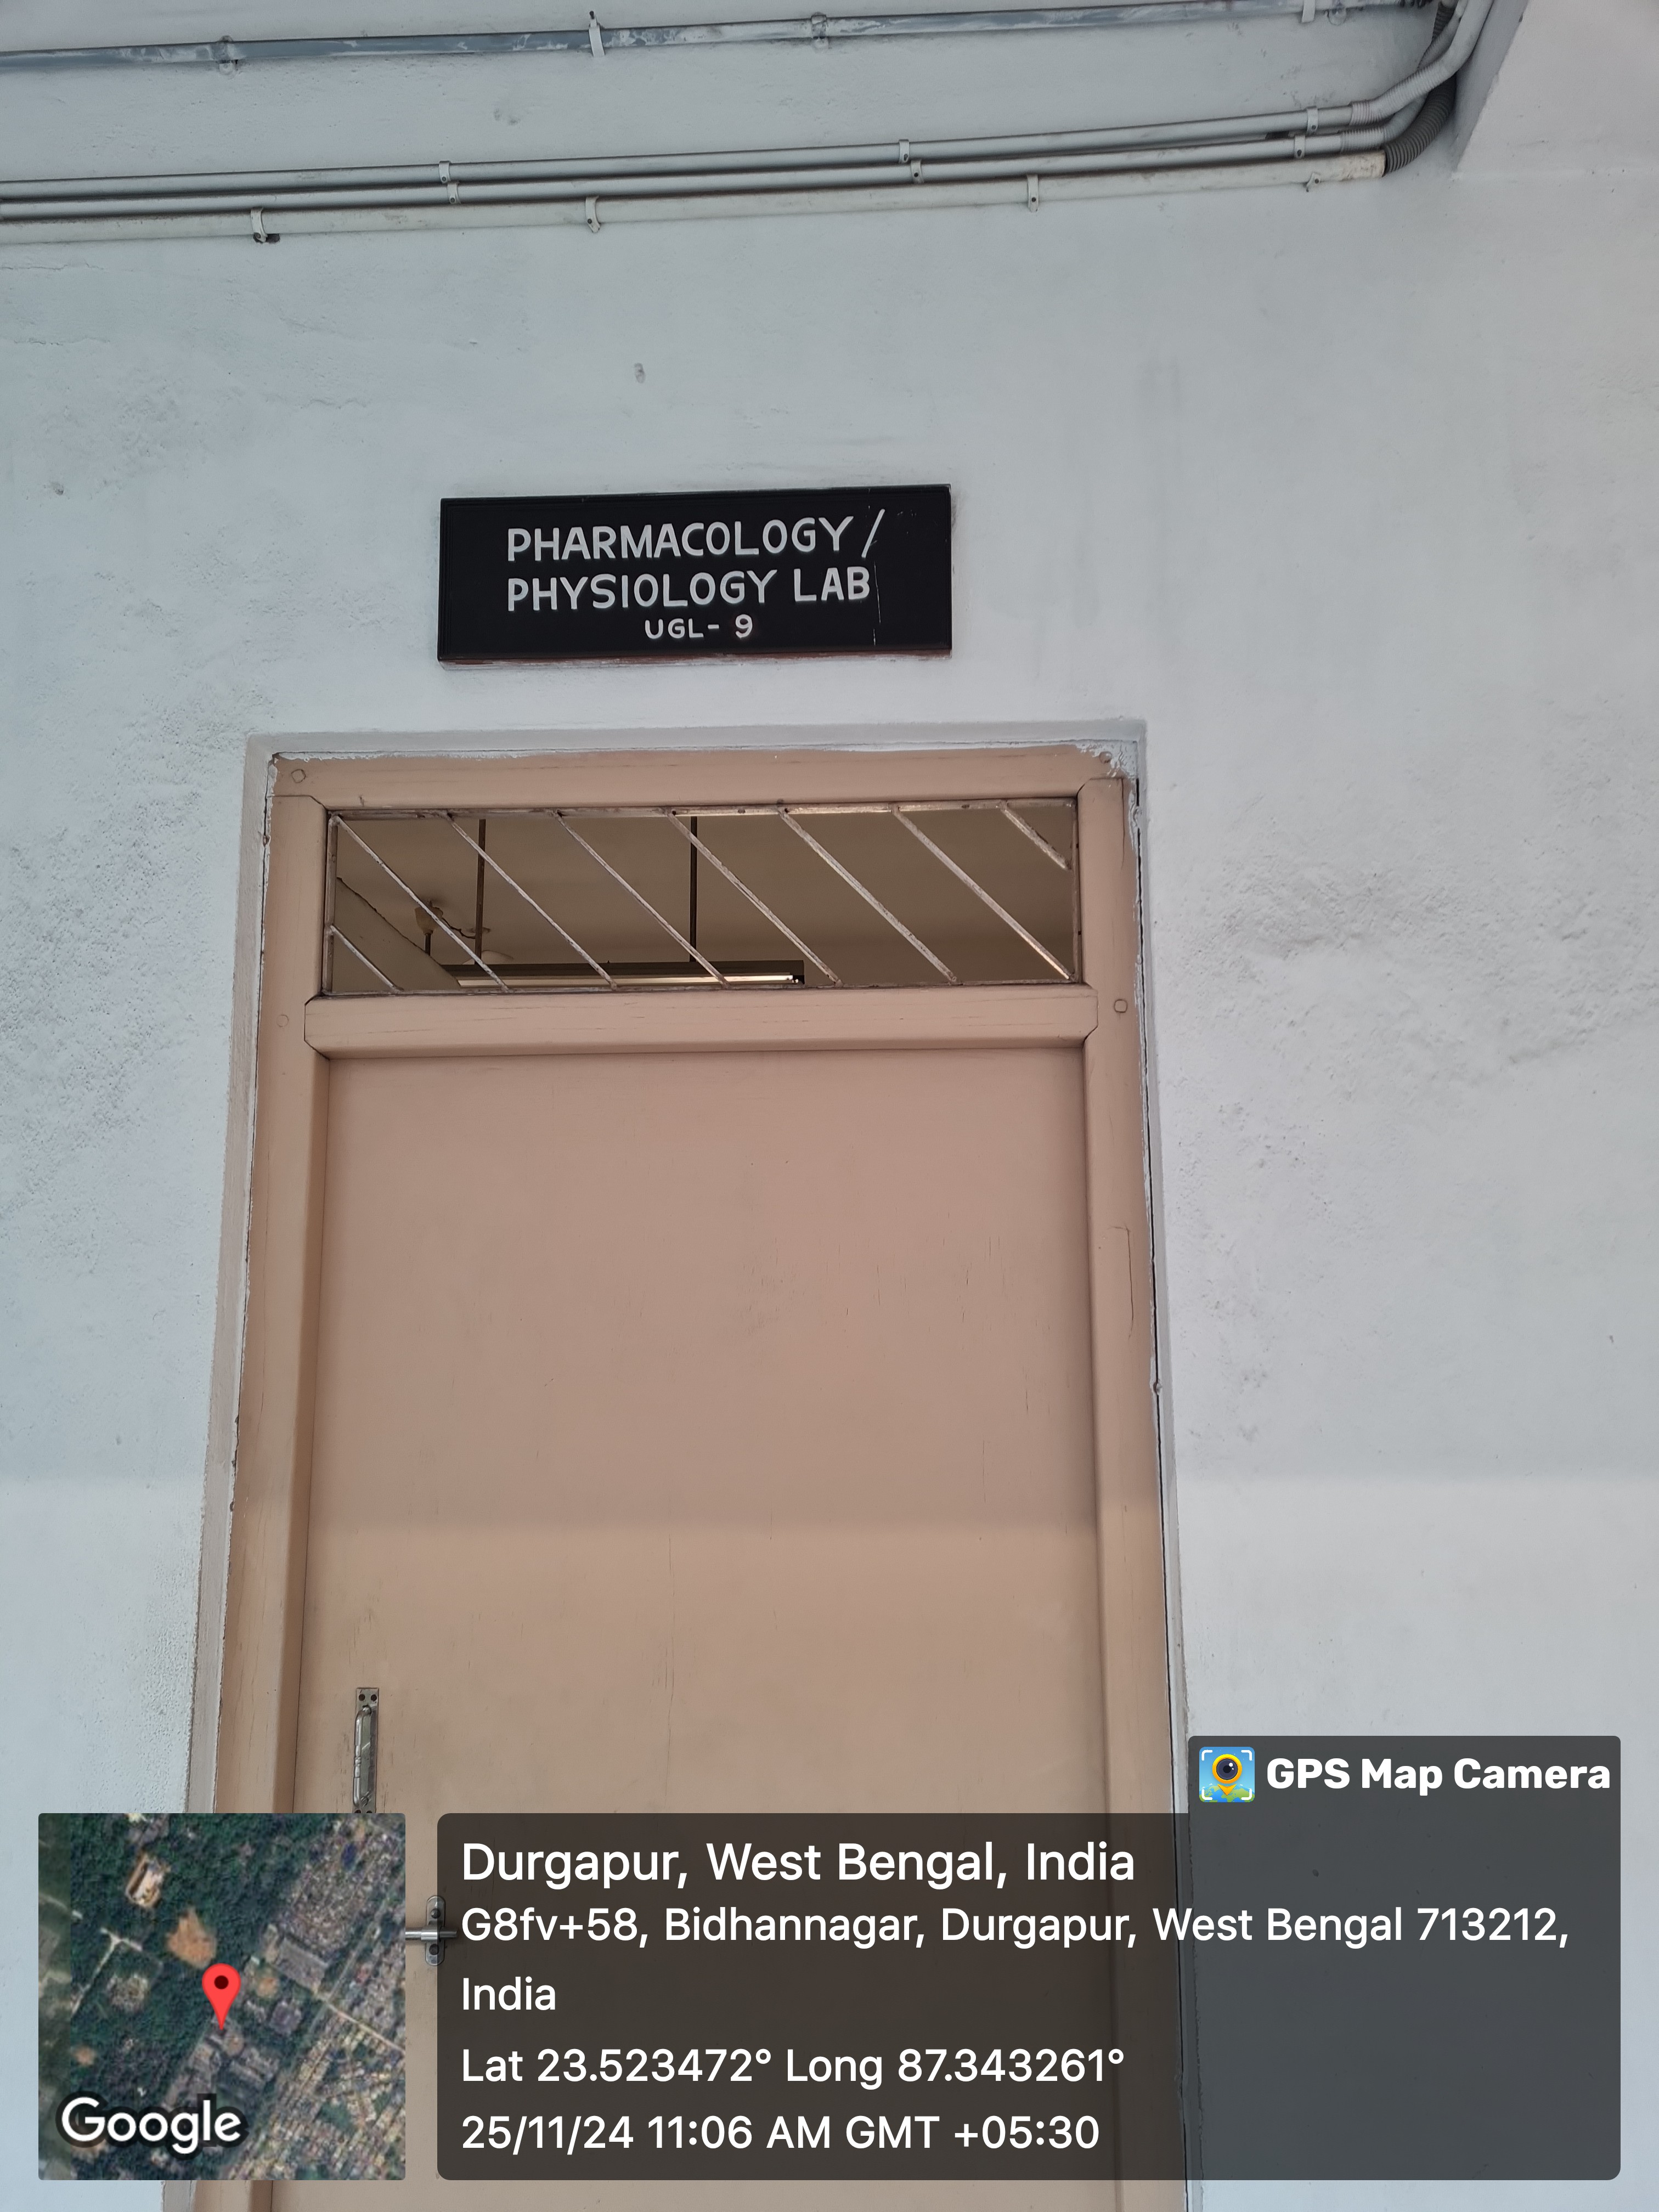 PHARMACOLOGY /
PHYSIOLOGY LAB
UGL- 9
GPS Map Camera
Durgapur, West Bengal, India
G8fv+58, Bidhannagar, Durgapur, West Bengal 713212,
India
Lat 23.523472° Long 87.343261°
25/11/24 11:06 AM GMT +05:30
Google